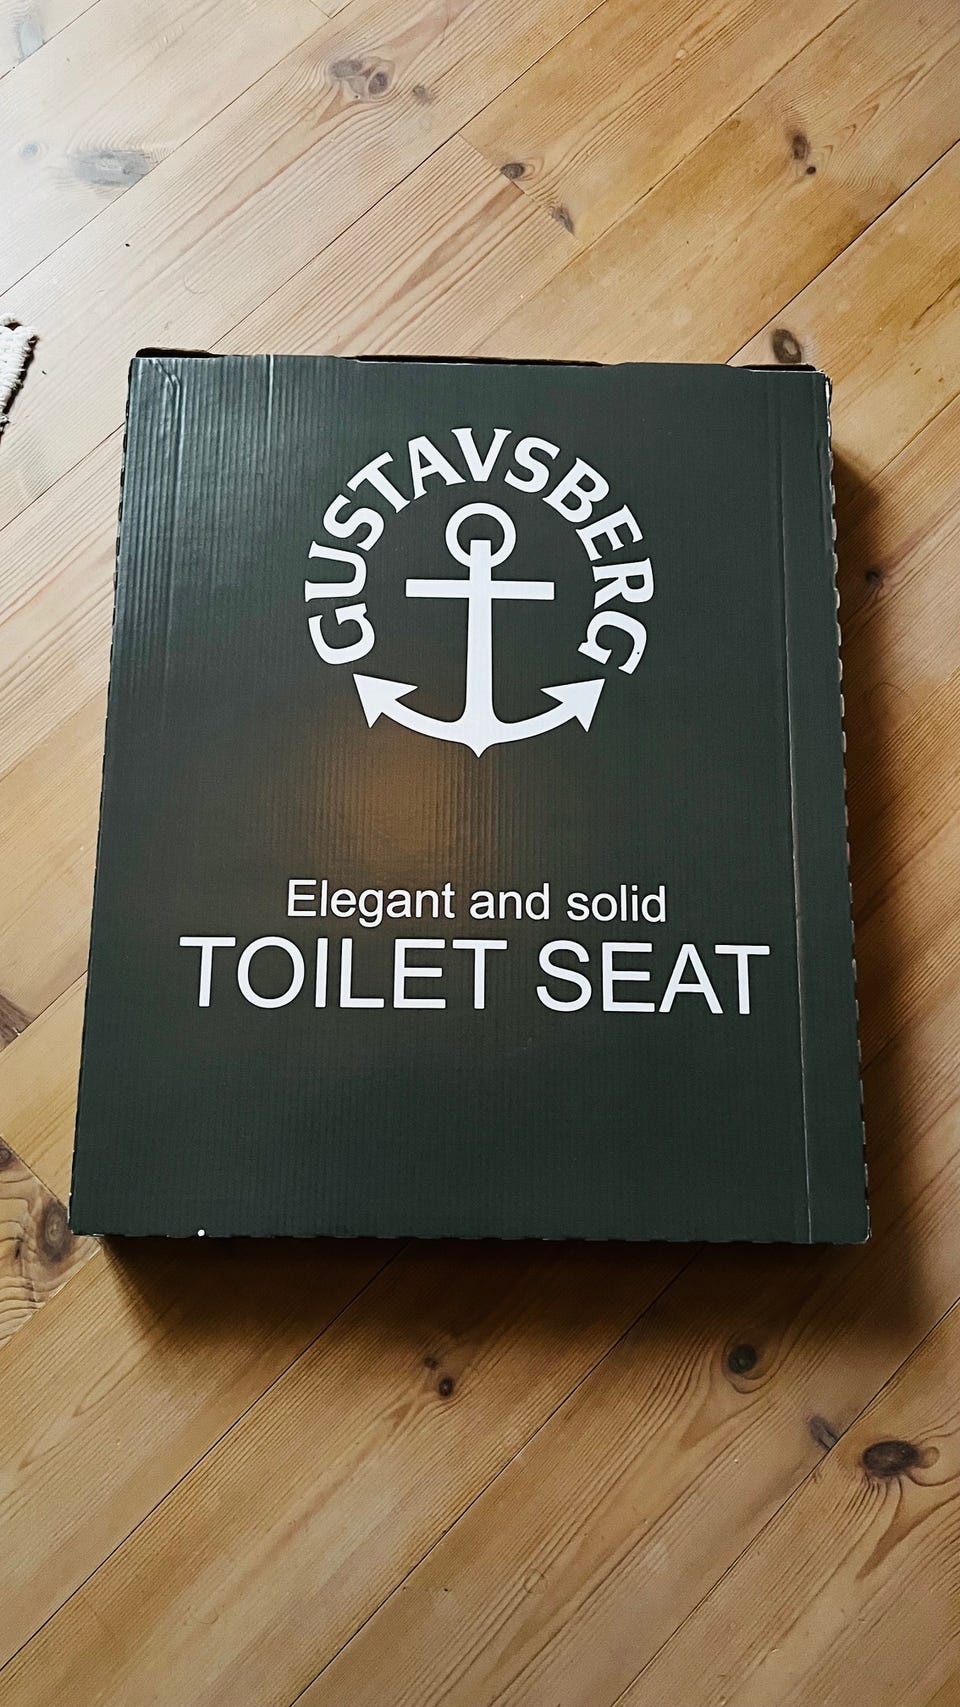 GUSTAVSBERG
Elegant and solid
TOILET SEAT